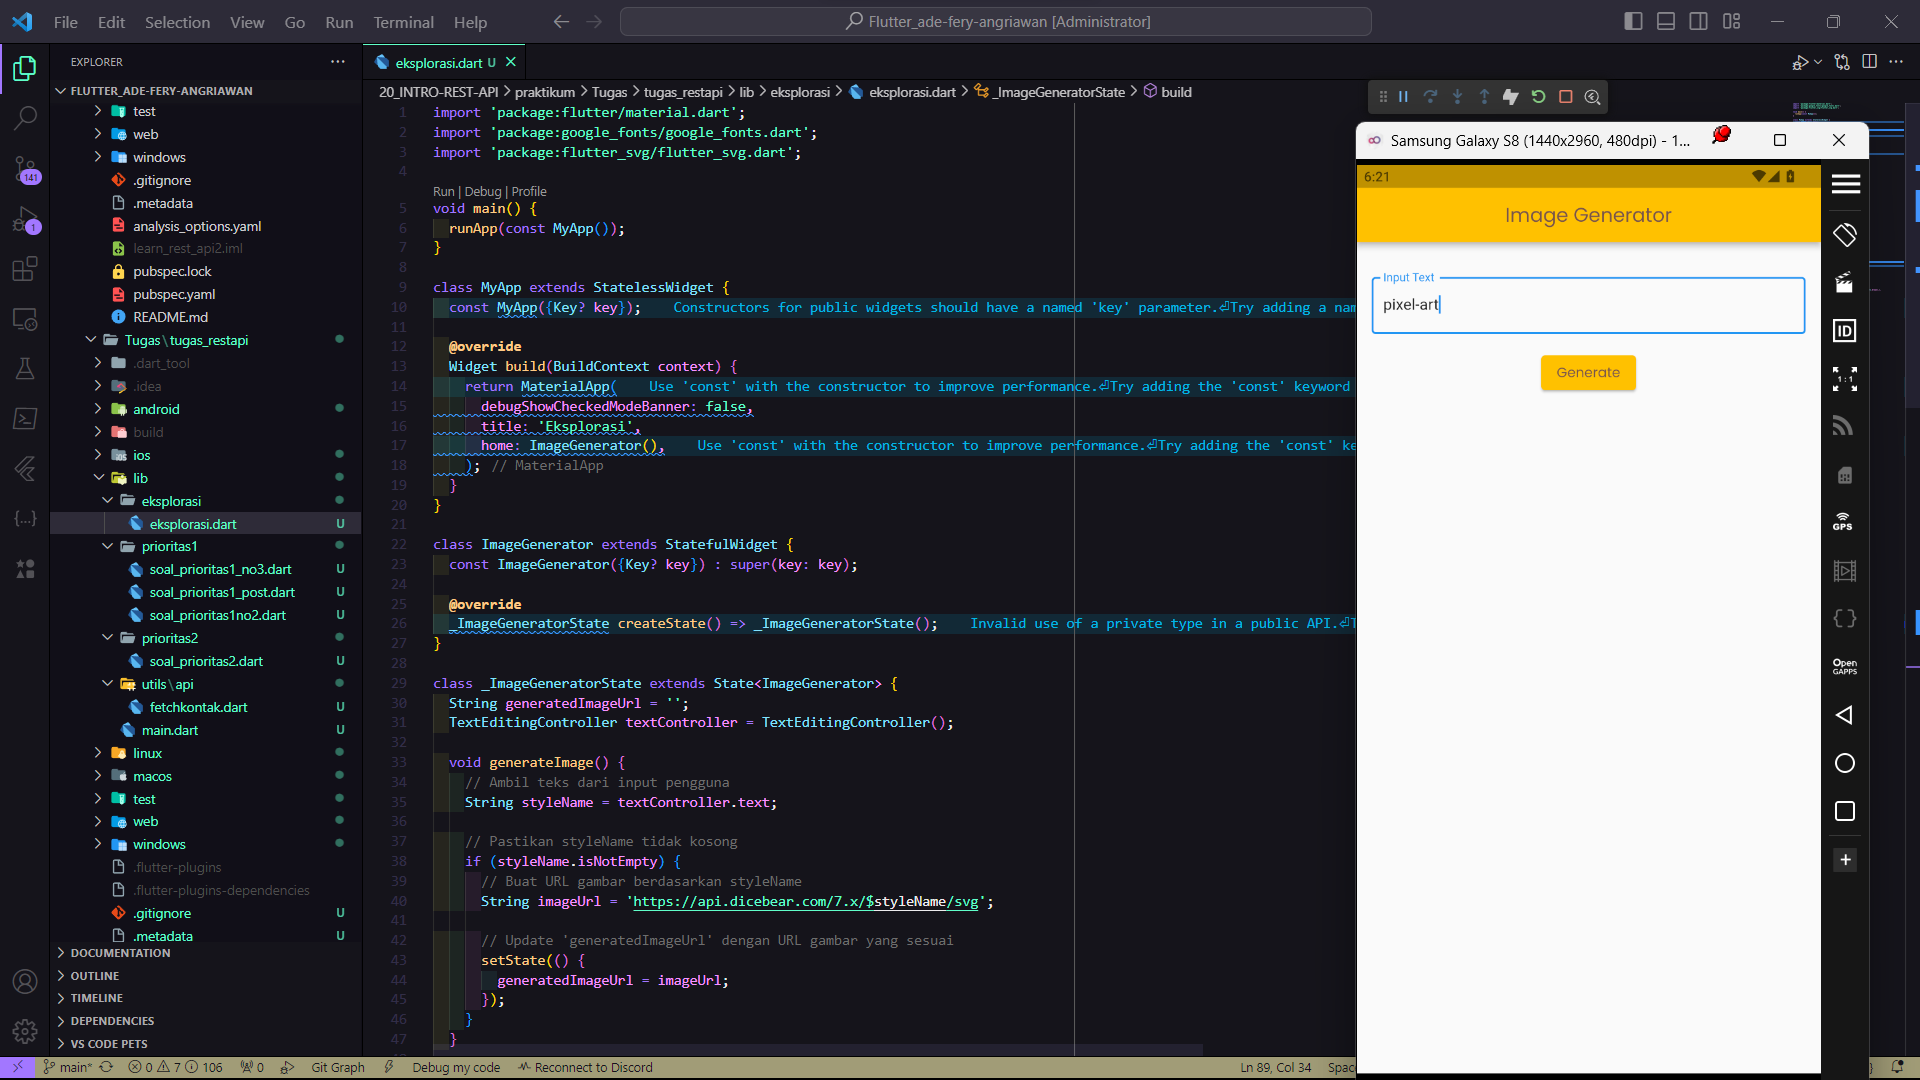 File Edit Selection View Go Run Terminal Help
Flutter_ade-fery-angriawan [Administrator]
EXPLORER
FLUTTER_ADE-FERY-ANGRIAWAN
test
web
windows
.gitignore
.metadata
analysis_options.yaml
learn_rest_api2.iml
pubspec.lock
pubspec.yaml
README.md
Tugas\tugas_restapi
.dart_tool
.idea
android
build
ios
lib
eksplorasi
eksplorasi.dart U
prioritas1
soal_prioritas1_no3.dart U
soal_prioritas1_post.dart U
soal_prioritas1no2.dart U
prioritas2
soal_prioritas2.dart U
utils\api
fetchkontak.dart U
main.dart U
linux
macos
test
web
windows
.flutter-plugins
.flutter-plugins-dependencies
.gitignore U
.metadata U
DOCUMENTATION
OUTLINE
TIMELINE
DEPENDENCIES
VS CODE PETS
141
1
eksplorasi.dart U
20_INTRO-REST-API > praktikum > Tugas > tugas_restapi > lib > eksplorasi > eksplorasi.dart > _ImageGeneratorState > build
1 import 'package:flutter/material.dart';
2 import 'package:google_fonts/google_fonts.dart';
3 import 'package:flutter_svg/flutter_svg.dart';
4
Run | Debug | Profile
5 void main() {
6 runApp(const MyApp());
7 }
8
9 class MyApp extends StatelessWidget {
10 const MyApp({Key? key}); Constructors for public widgets should have a named 'key' parameter.⏎Try adding a nam
11
12 @override
13 Widget build(BuildContext context) {
14 return MaterialApp( Use 'const' with the constructor to improve performance.⏎Try adding the 'const' keyword
15 debugShowCheckedModeBanner: false,
16 title: 'Eksplorasi',
17 home: ImageGenerator(), Use 'const' with the constructor to improve performance.⏎Try adding the 'const' ke
18 ); // MaterialApp
19 }
20 }
21
22 class ImageGenerator extends StatefulWidget {
23 const ImageGenerator({Key? key}) : super(key: key);
24
25 @override
26 _ImageGeneratorState createState() => _ImageGeneratorState(); Invalid use of a private type in a public API.⏎T
27 }
28
29 class _ImageGeneratorState extends State<ImageGenerator> {
30 String generatedImageUrl = '';
31 TextEditingController textController = TextEditingController();
32
33 void generateImage() {
34 // Ambil teks dari input pengguna
35 String styleName = textController.text;
36
37 // Pastikan styleName tidak kosong
38 if (styleName.isNotEmpty) {
39 // Buat URL gambar berdasarkan styleName
40 String imageUrl = 'https://api.dicebear.com/7.x/$styleName/svg';
41
42 // Update 'generatedImageUrl' dengan URL gambar yang sesuai
43 setState(() {
44 generatedImageUrl = imageUrl;
45 });
46 }
47 }
Samsung Galaxy S8 (1440x2960, 480dpi) - 1...
6:21
Image Generator
Input Text
pixel-art
Generate
ID
1:1
GPS
Open
GAPPS
main* 0 7 106 0 Git Graph Debug my code Reconnect to Discord
Ln 89, Col 34 Spac